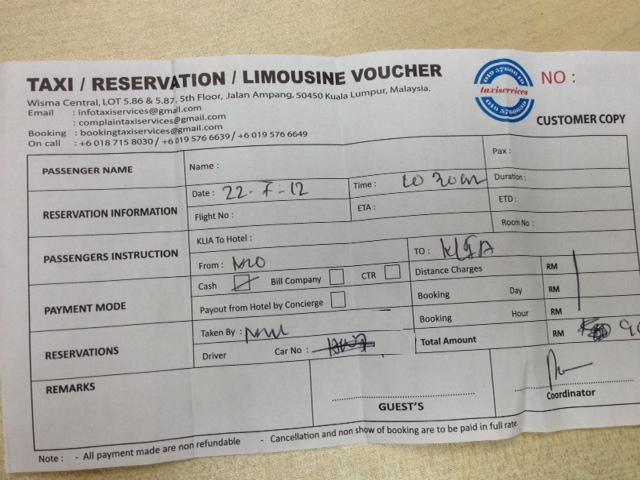 TAXI / RESERVATION / LIMOUSINE VOUCHER
taxiservices
NO :
Wisma Central, LOT 5.86 & 5.87, 5th Floor, Jalan Ampang, 50450 Kuala Lumpur, Malaysia.
Email : infotaxiservices@gmail.com
: complaintaxiservices@gmail.com
Booking : bookingtaxiservices@gmail.com
On call : +6 018 715 8030 / +6 019 576 6639 / +6 019 576 6649
CUSTOMER COPY
PASSENGER NAME
Name :
Pax :
RESERVATION INFORMATION
Date : 22-7-12
Time :
Duration :
Flight No :
ETA :
ETD :
Room No :
PASSENGERS INSTRUCTION
KLIA To Hotel :
From :
TO : KLIA
PAYMENT MODE
Cash
Bill Company
CTR
Distance Charges RM
Payout from Hotel by Concierge
Booking Day RM
Booking Hour RM
RESERVATIONS
Taken By :
Driver Car No :
Total Amount RM
REMARKS
GUEST'S
Coordinator
Note : - All payment made are non refundable - Cancellation and non show of booking are to be paid in full rate